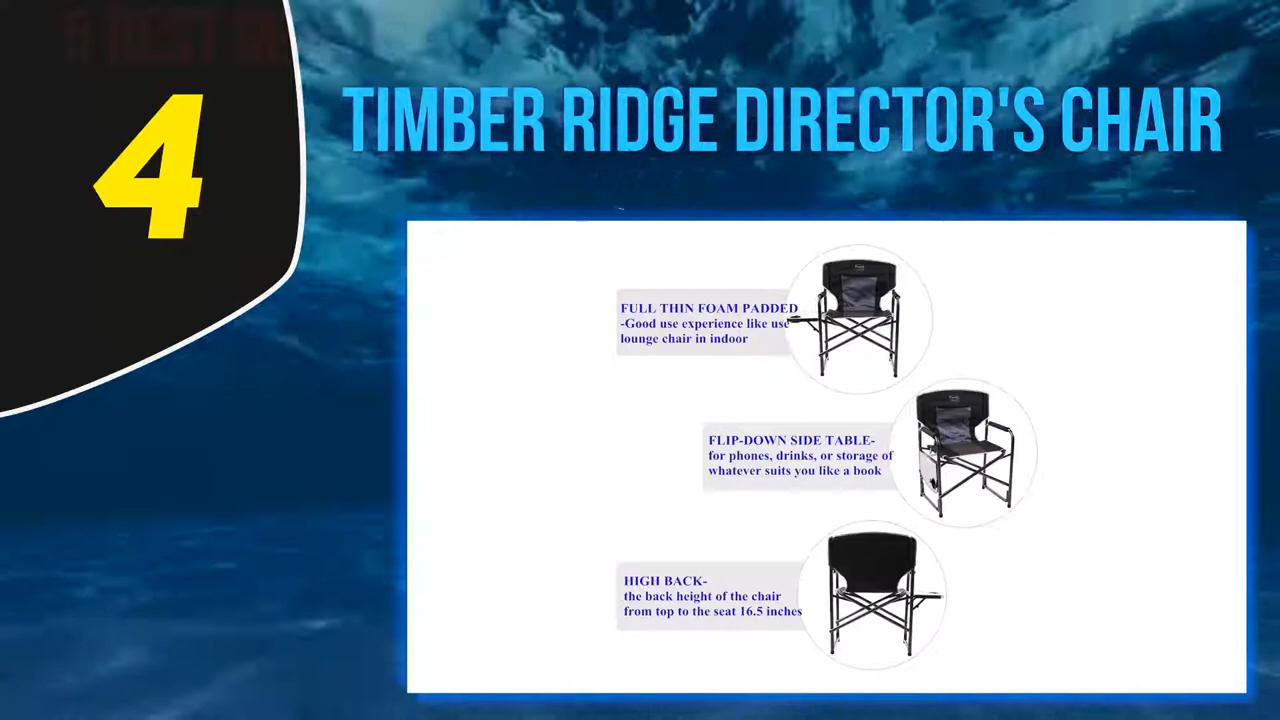 4
TIMBER RIDGE DIRECTOR'S CHAIR
FULL THIN FOAM PADDED
-Good use experience like use
lounge chair in indoor
FLIP-DOWN SIDE TABLE-
for phones, drinks, or storage of
whatever suits you like a book
HIGH BACK-
the back height of the chair
from top to the seat 16.5 inches